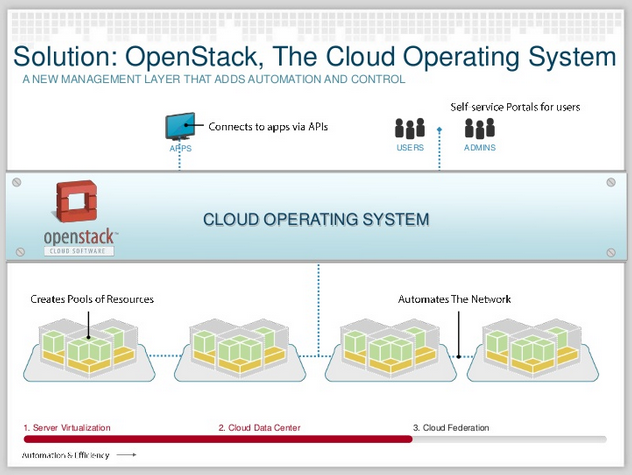 Solution: OpenStack, The Cloud Operating System
A NEW MANAGEMENT LAYER THAT ADDS AUTOMATION AND CONTROL
Self-service Portals for users
Connects to apps via APIs
APPS
USERS
ADMINS
openstack™
CLOUD SOFTWARE
CLOUD OPERATING SYSTEM
Creates Pools of Resources
Automates The Network
1. Server Virtualization
2. Cloud Data Center
3. Cloud Federation
Automation & Efficiency